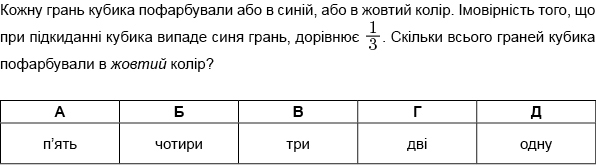 Кожну грань кубика пофарбували або в синій, або в жовтий колір. Імовірність того, що
при підкиданні кубика випаде синя грань, дорівнює 1/3. Скільки всього граней кубика
пофарбували в жовтий колір?
А Б В Г Д
п’ять чотири три дві одну